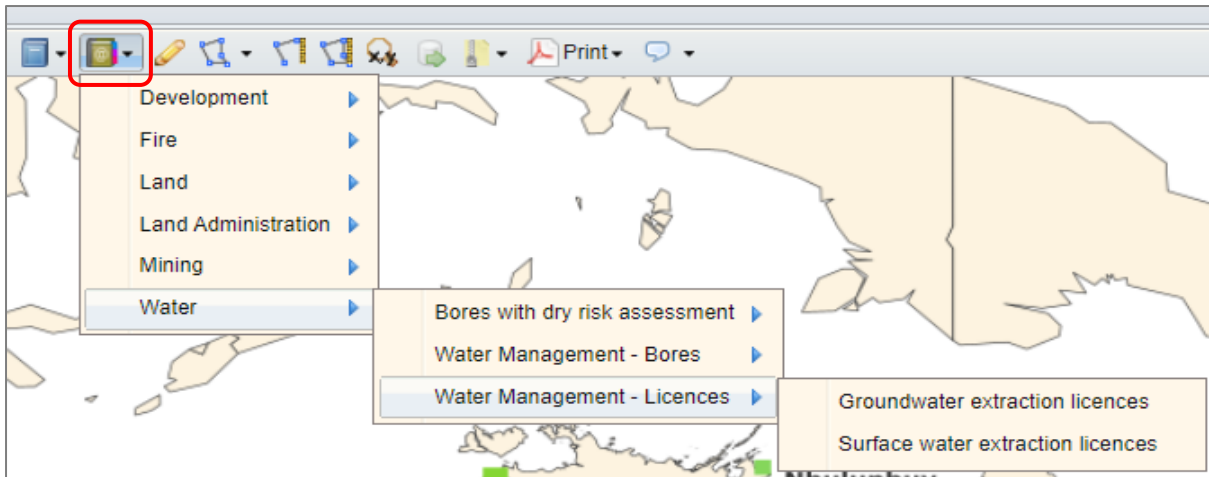 Print
Development
Fire
Land
Land Administration
Mining
Water
Bores with dry risk assessment
Water Management - Bores
Water Management - Licences
Groundwater extraction licences
Surface water extraction licences